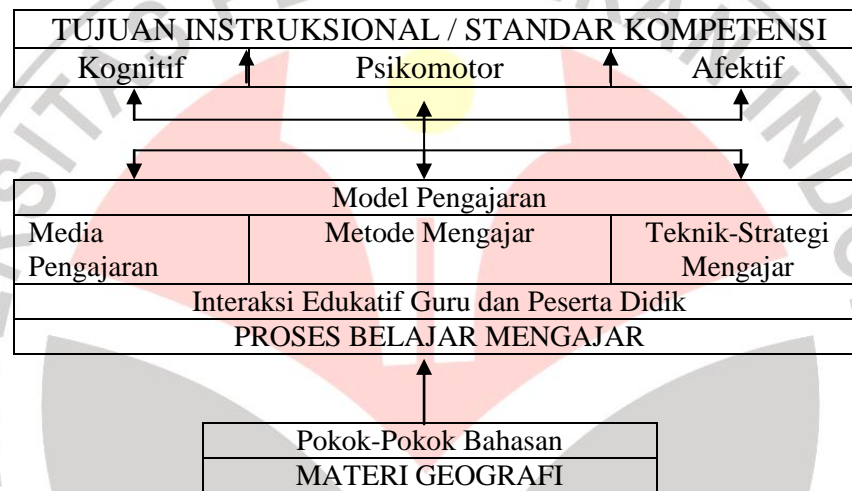 TUJUAN INSTRUKSIONAL / STANDAR KOMPETENSI
Kognitif Psikomotor Afektif
Model Pengajaran
Media Pengajaran Metode Mengajar Teknik-Strategi Mengajar
Interaksi Edukatif Guru dan Peserta Didik
PROSES BELAJAR MENGAJAR
Pokok-Pokok Bahasan
MATERI GEOGRAFI